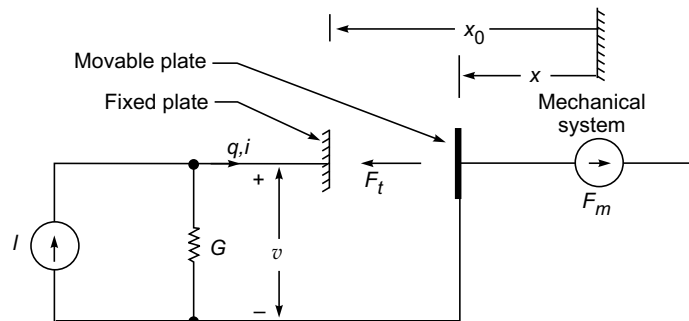 x0
Movable plate
x
Fixed plate
Mechanical
system
q,i
+
Ft
Fm
I
G
v
–